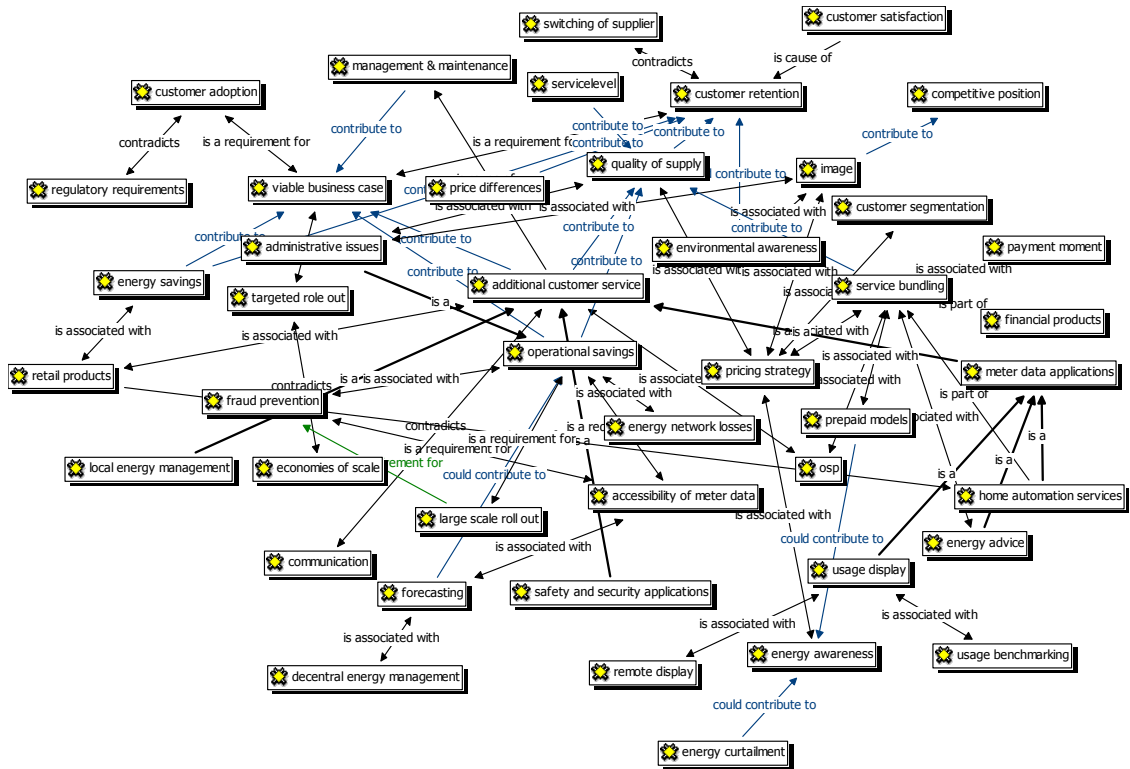 switching of supplier
customer satisfaction
contradicts
is cause of
management & maintenance
servicelevel
customer adoption
customer retention
competitive position
contribute to
contribute to
contribute to
contribute to
contribute to
contradicts
is a requirement for
is a requirement fo
quality of supply
image
regulatory requirements
viable business case
price differences
contribute to
is associated with
is associated with
is associated with
customer segmentation
contribute to
administrative issues
contribute to
contribute to
environmental awareness
contribute to
payment moment
energy savings
contribute to
contribute to
is associated with
is associated with
additional customer service
service bundling
targeted role out
is a
is part of
financial products
is associated with
is associated with
operational savings
is associated with
retail products
is a
is associated with
pricing strategy
meter data applications
contradicts
fraud prevention
is part of
prepaid models
contradicts
energy network losses
is a requirement for
is a requirement for
is a
is a
local energy management
economies of scale
could contribute to
osp
is a
accessibility of meter data
home automation services
large scale roll out
is associated with
is associated with
could contribute to
energy advice
communication
usage display
forecasting
safety and security applications
is associated with
is associated with
is associated with
energy awareness
usage benchmarking
decentral energy management
remote display
could contribute to
energy curtailment